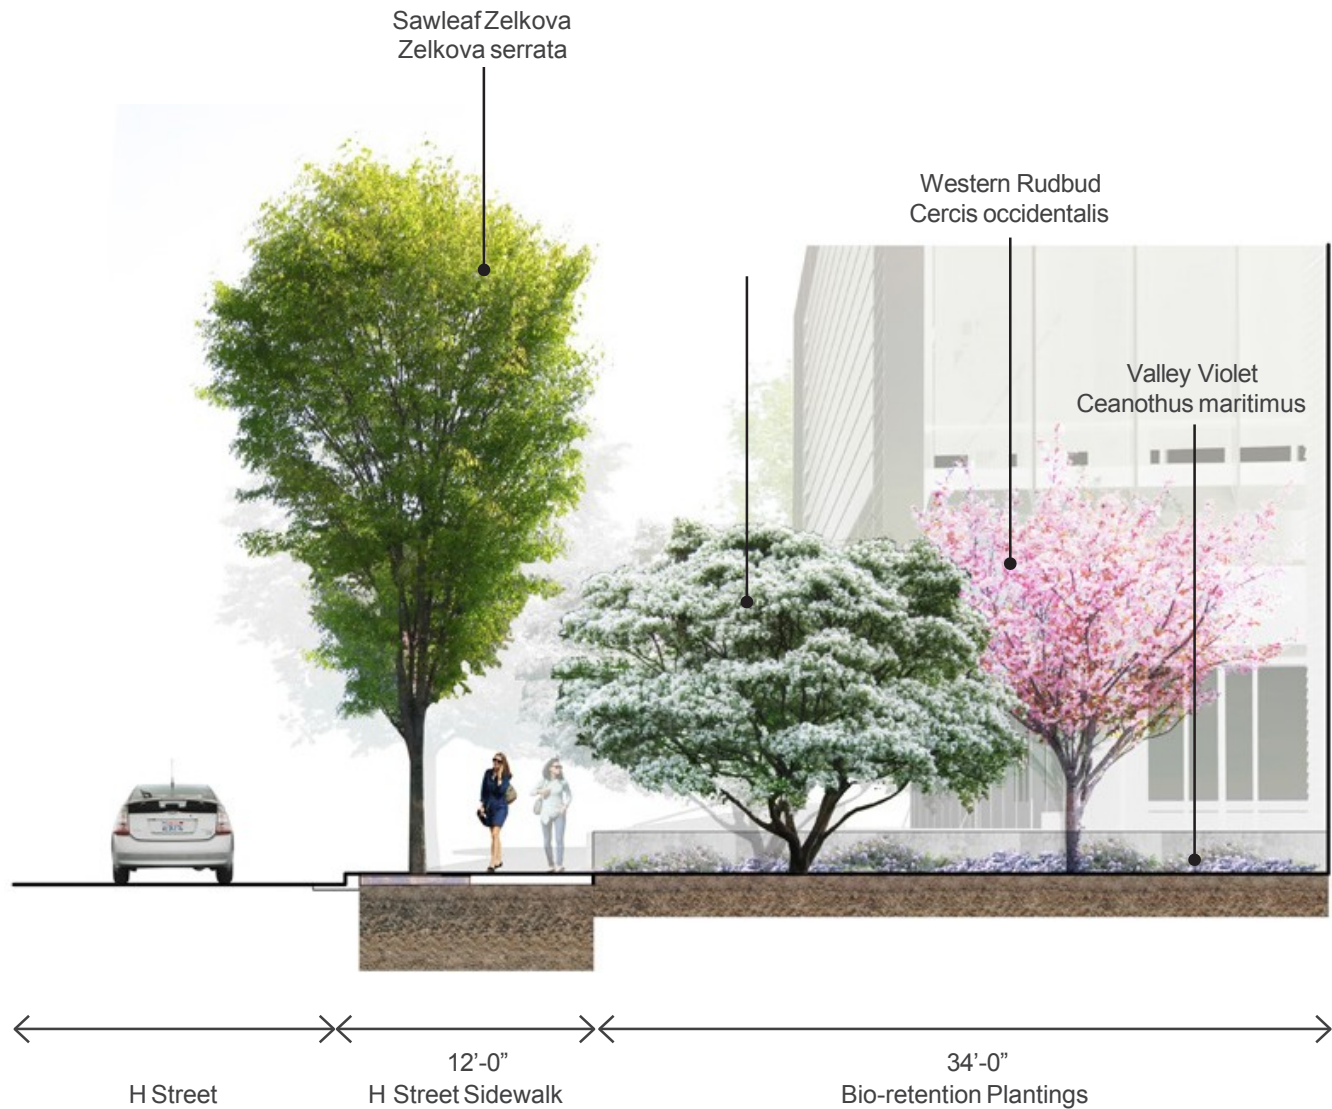 Sawleaf Zelkova
Zelkova serrata
Western Rudbud
Cercis occidentalis
Valley Violet
Ceanothus maritimus
12’-0”
34’-0”
H Street
H Street Sidewalk
Bio-retention Plantings